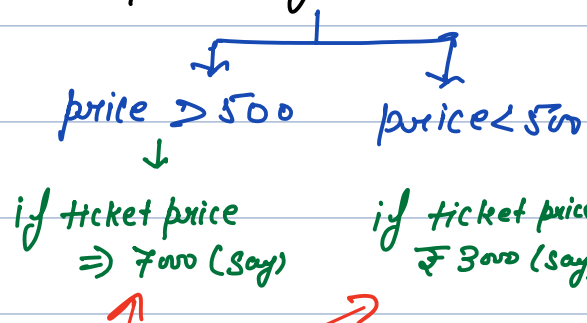 price > 500
price < 500
if ticket price
⇒ 7000 (say)
if ticket price
₹ 3000 (say